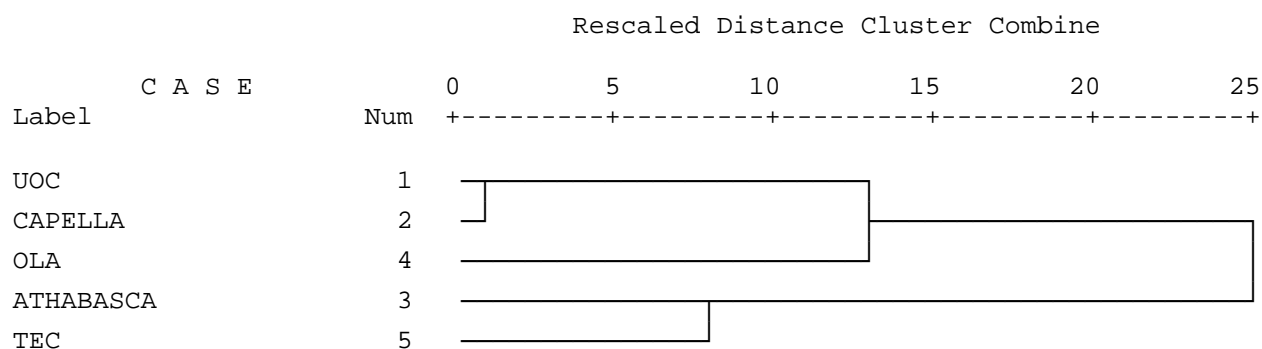 Rescaled Distance Cluster Combine
C A S E 0 5 10 15 20 25
Label Num +---------+---------+---------+---------+---------+
UOC 1
CAPELLA 2
OLA 4
ATHABASCA 3
TEC 5